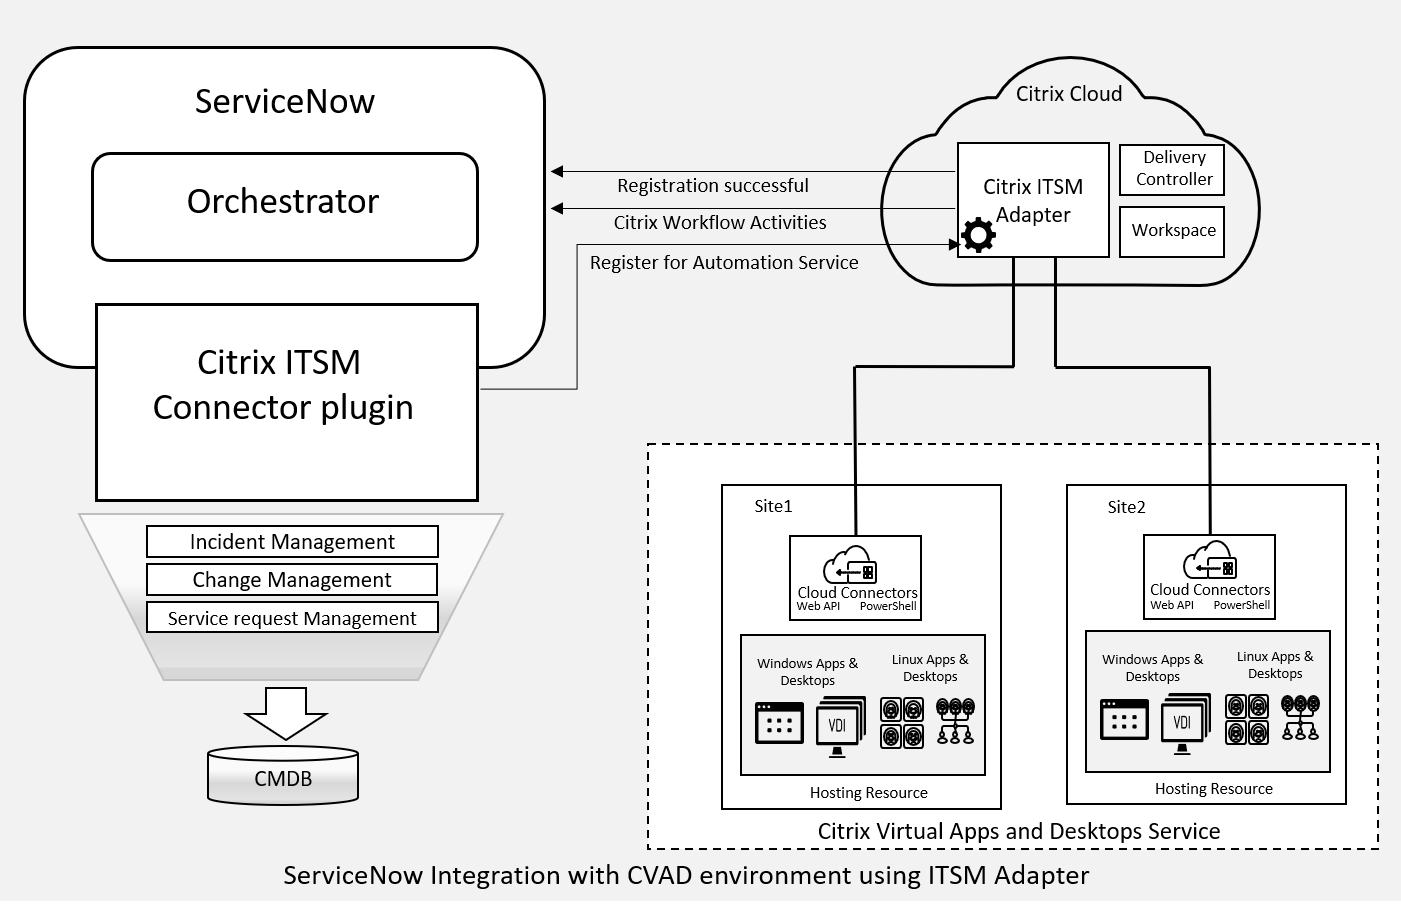 ServiceNow
Orchestrator
Citrix ITSM
Connector plugin
Incident Management
Change Management
Service request Management
CMDB
Registration successful
Citrix Workflow Activities
Register for Automation Service
Citrix Cloud
Citrix ITSM
Adapter
Delivery
Controller
Workspace
Site1
Cloud Connectors
Web API PowerShell
Windows Apps &
Desktops
Linux Apps &
Desktops
VDI
Hosting Resource
Site2
Cloud Connectors
Web API PowerShell
Windows Apps &
Desktops
Linux Apps &
Desktops
VDI
Hosting Resource
Citrix Virtual Apps and Desktops Service
ServiceNow Integration with CVAD environment using ITSM Adapter